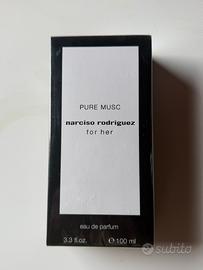 PURE MUSC
narciso rodriguez
for her
eau de parfum
3.3 fl.oz. ℮ 100 ml
subito